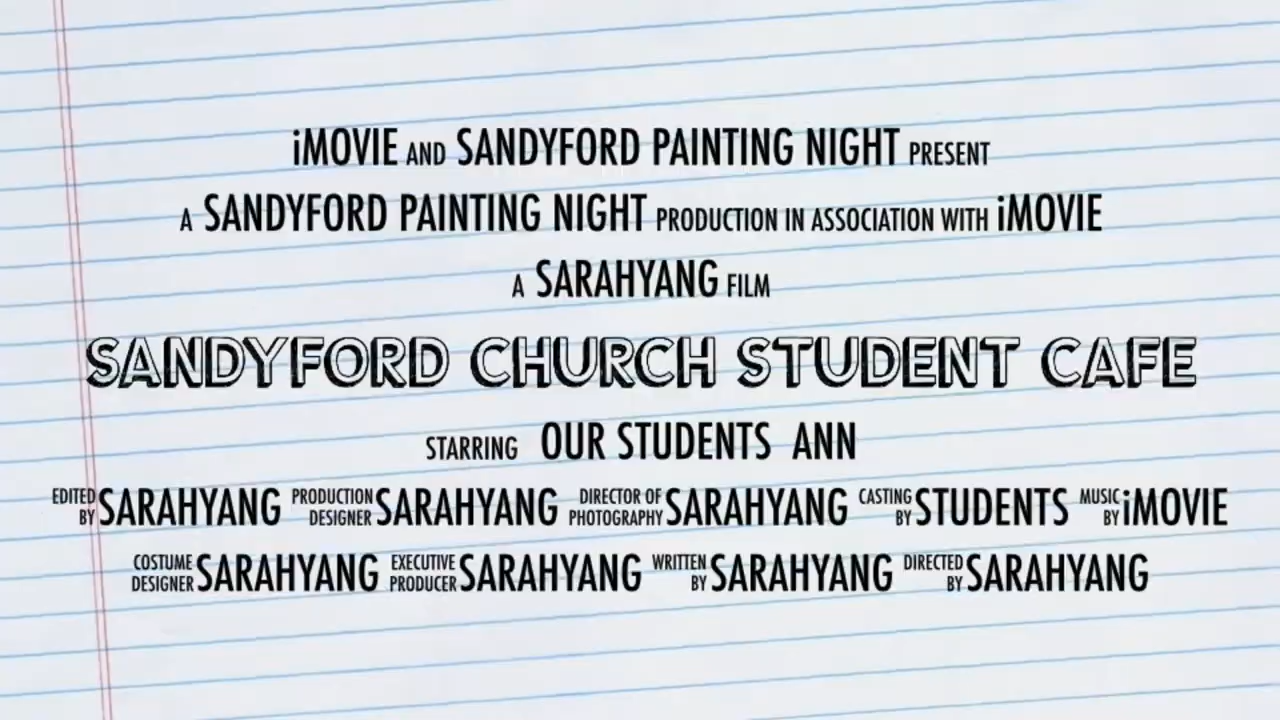 iMOVIE AND SANDYFORD PAINTING NIGHT PRESENT
A SANDYFORD PAINTING NIGHT PRODUCTION IN ASSOCIATION WITH iMOVIE
A SARAHYANG FILM
SANDYFORD CHURCH STUDENT CAFE
STARRING OUR STUDENTS ANN
EDITED BY SARAHYANG PRODUCTION DESIGNER SARAHYANG DIRECTOR OF PHOTOGRAPHY SARAHYANG CASTING BY STUDENTS MUSIC BY iMOVIE
COSTUME DESIGNER SARAHYANG EXECUTIVE PRODUCER SARAHYANG WRITTEN BY SARAHYANG DIRECTED BY SARAHYANG